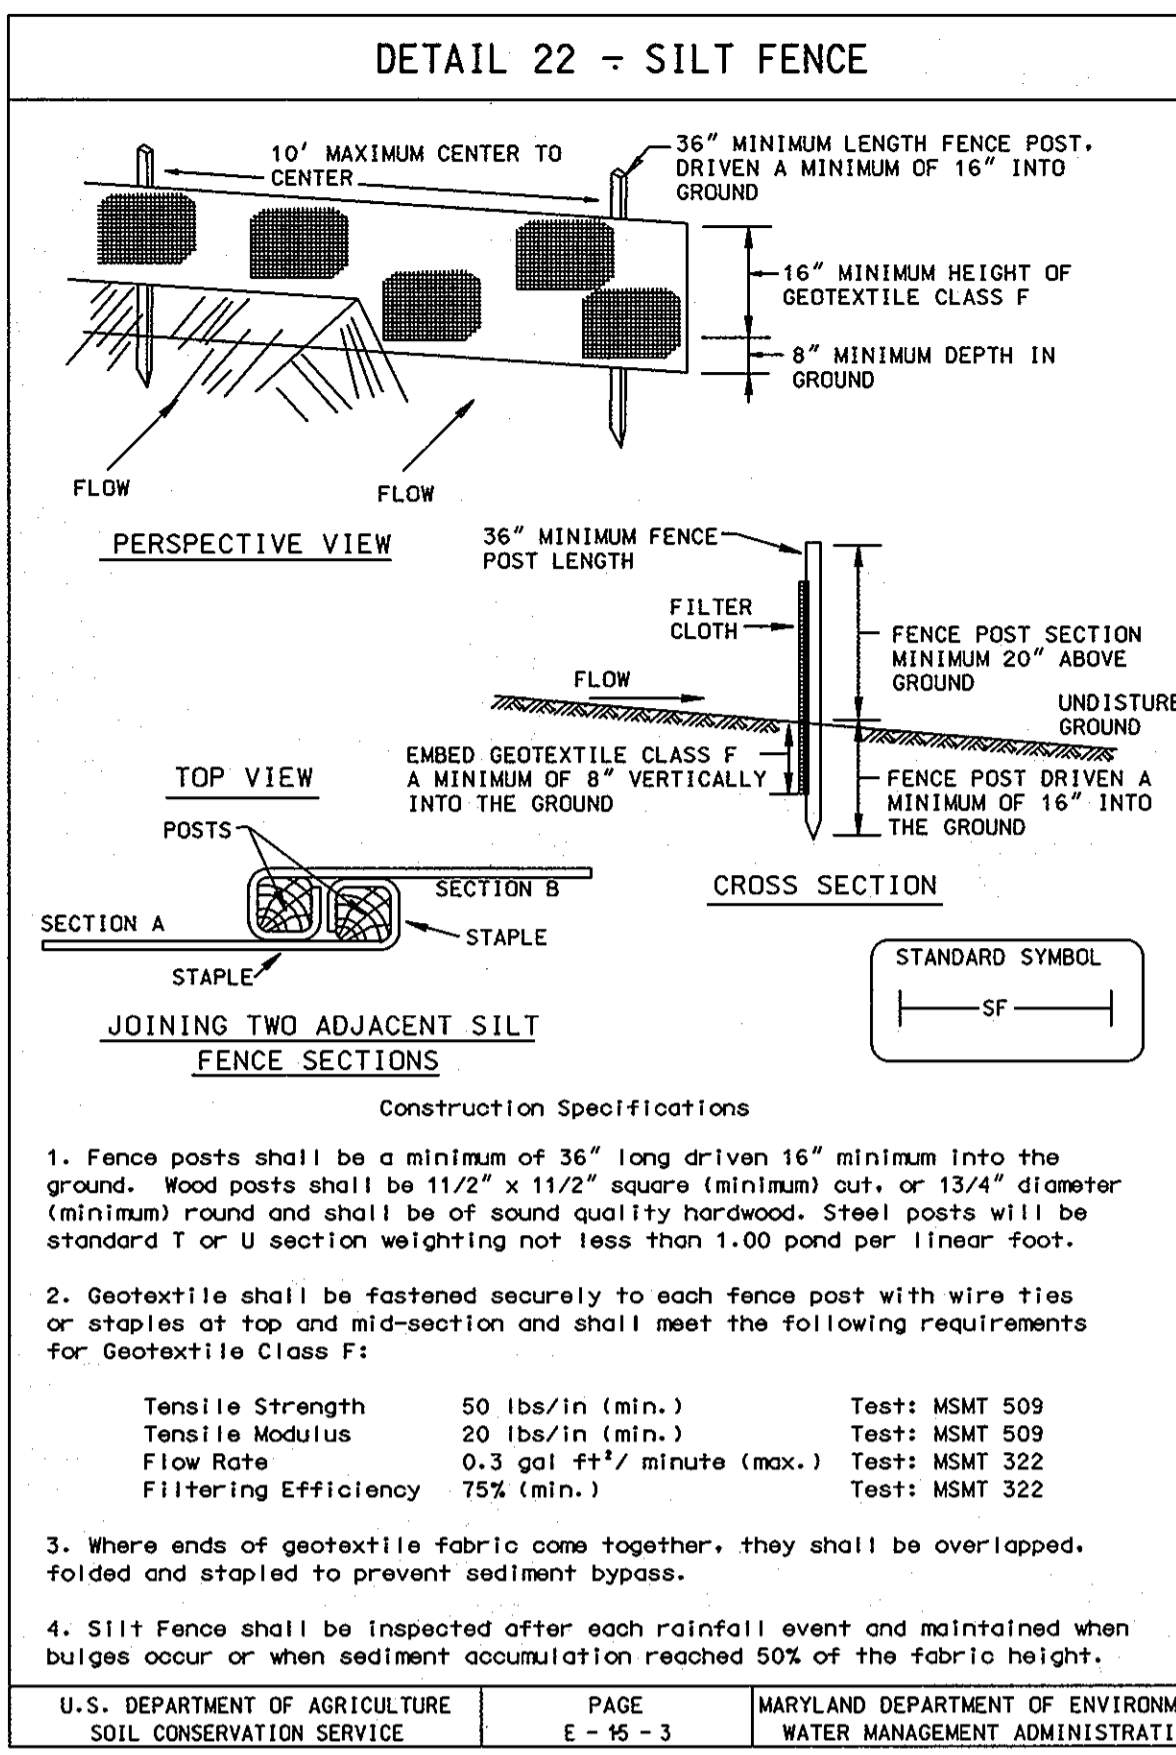 DETAIL 22 - SILT FENCE
10' MAXIMUM CENTER TO
CENTER
36" MINIMUM LENGTH FENCE POST,
DRIVEN A MINIMUM OF 16" INTO
GROUND
16" MINIMUM HEIGHT OF
GEOTEXTILE CLASS F
8" MINIMUM DEPTH IN
GROUND
FLOW
FLOW
PERSPECTIVE VIEW
36" MINIMUM FENCE
POST LENGTH
FILTER
CLOTH
FENCE POST SECTION
MINIMUM 20" ABOVE
GROUND
FLOW
UNDISTURB
GROUND
EMBED GEOTEXTILE CLASS F
A MINIMUM OF 8" VERTICALLY
INTO THE GROUND
FENCE POST DRIVEN A
MINIMUM OF 16" INTO
THE GROUND
CROSS SECTION
TOP VIEW
POSTS
SECTION B
SECTION A
STAPLE
STAPLE
JOINING TWO ADJACENT SILT
FENCE SECTIONS
STANDARD SYMBOL
SF
Construction Specifications
1. Fence posts shall be a minimum of 36" long driven 16" minimum into the
ground. Wood posts shall be 11/2" x 11/2" square (minimum) cut, or 13/4" diameter
(minimum) round and shall be of sound quality hardwood. Steel posts will be
standard T or U section weighting not less than 1.00 pond per linear foot.
2. Geotextile shall be fastened securely to each fence post with wire ties
or staples at top and mid-section and shall meet the following requirements
for Geotextile Class F:
Tensile Strength 50 lbs/in (min.) Test: MSMT 509
Tensile Modulus 20 lbs/in (min.) Test: MSMT 509
Flow Rate 0.3 gal ft²/ minute (max.) Test: MSMT 322
Filtering Efficiency 75% (min.) Test: MSMT 322
3. Where ends of geotextile fabric come together, they shall be overlapped,
folded and stapled to prevent sediment bypass.
4. Silt Fence shall be inspected after each rainfall event and maintained when
bulges occur or when sediment accumulation reached 50% of the fabric height.
U.S. DEPARTMENT OF AGRICULTURE
SOIL CONSERVATION SERVICE
PAGE
E - 15 - 3
MARYLAND DEPARTMENT OF ENVIRONM
WATER MANAGEMENT ADMINISTRATI